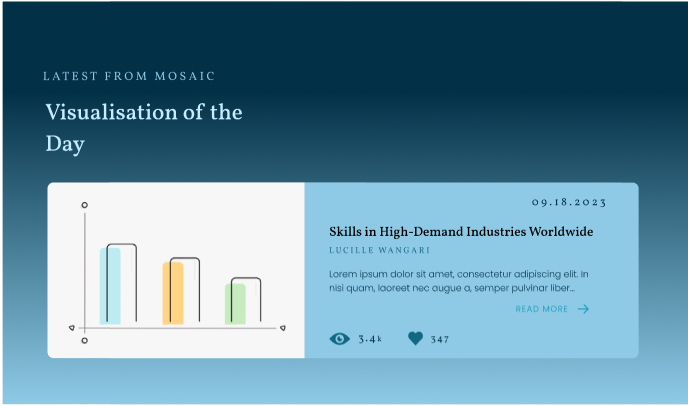 LATEST FROM MOSAIC
Visualisation of the
Day
09.18.2023
Skills in High-Demand Industries Worldwide
LUCILLE WANGARI
Lorem ipsum dolor sit amet, consectetur adipiscing elit. In
nisi quam, laoreet nec augue a, semper pulvinar liber...
READ MORE
3.4k 347